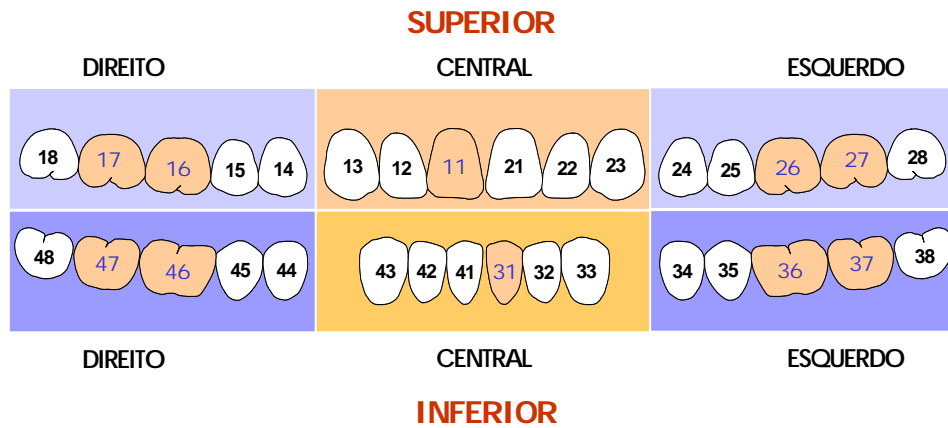 SUPERIOR
DIREITO CENTRAL ESQUERDO
18 17 16 15 14 13 12 11 21 22 23 24 25 26 27 28
48 47 46 45 44 43 42 41 31 32 33 34 35 36 37 38
DIREITO CENTRAL ESQUERDO
INFERIOR